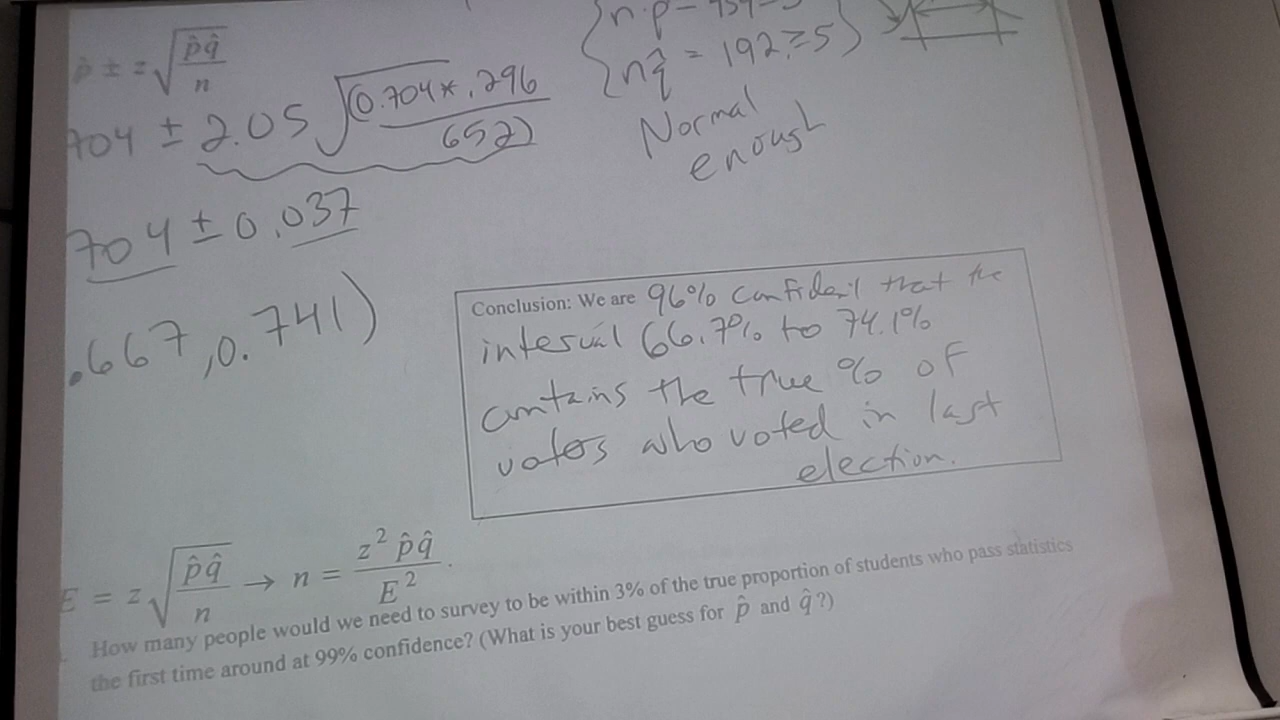 p̂ ± z√(p̂q̂/n)
n·p̂ =
nq̂ = 192 ≥ 5
Normal
enough
704 ± 2.05 √(0.704 * .296 / 652)
704 ± 0.037
.667, 0.741)
Conclusion: We are 96% confident that the
interval 66.7% to 74.1%
contains the true % of
voters who voted in last
election.
E = z√(p̂q̂/n) → n = z² p̂q̂/E².
How many people would we need to survey to be within 3% of the true proportion of students who pass statistics
the first time around at 99% confidence? (What is your best guess for p̂ and q̂ ?)